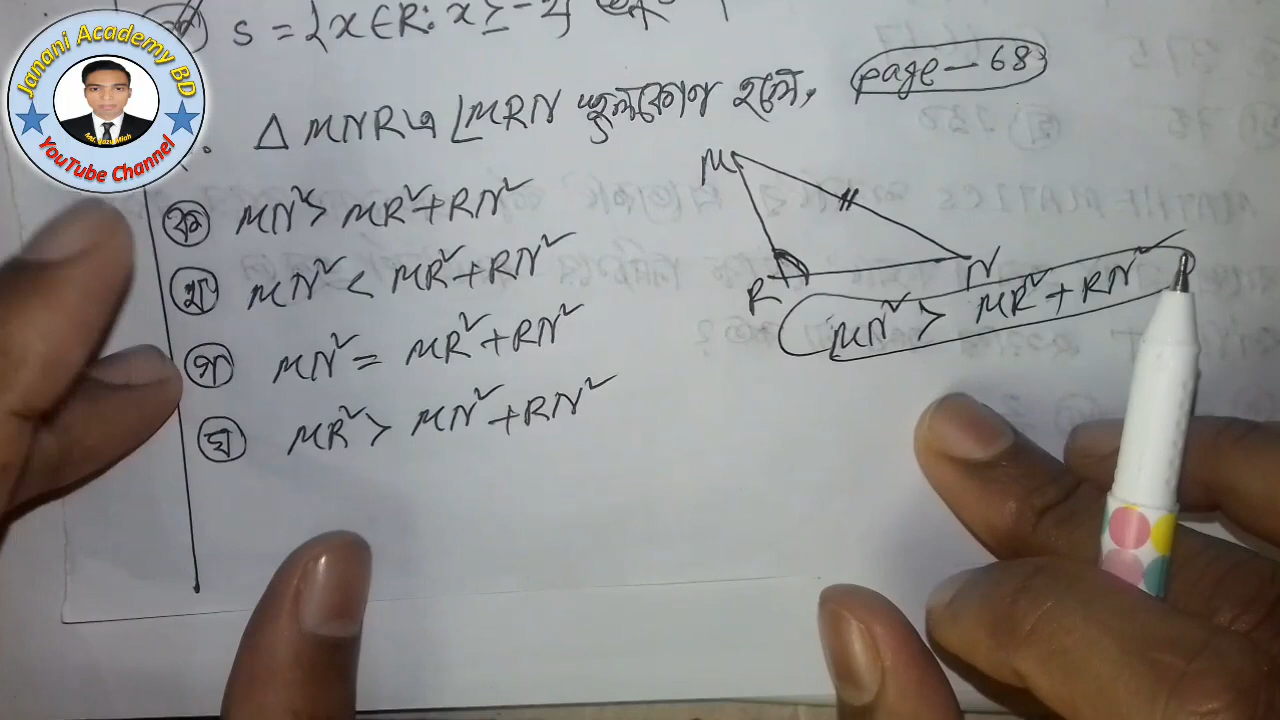 Janani Academy BD
YouTube Channel
S = {x ∈ R: x ≥ -4}
page - 683
Δ MNR এ ∠MRN স্থূলকোণ হলে,
ক MN² > MR² + RN²
খ MN² < MR² + RN²
গ MN² = MR² + RN²
ঘ MR² > MN² + RN²
M
R
N
MN² > MR² + RN²